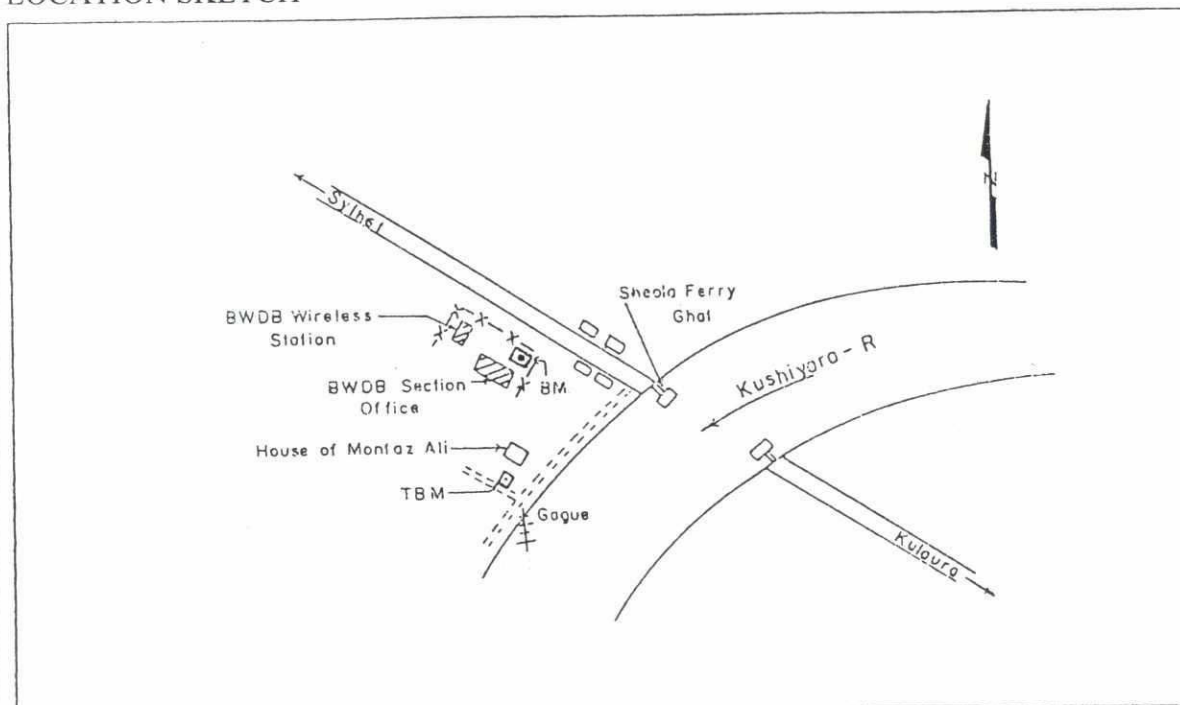 LOCATION SKETCH
N
Sylhet
Sheola Ferry
Ghat
BWDB Wireless
Station
Kushiyara - R
BM
BWDB Section
Office
House of Montaz Ali
TBM
Gague
Kulaura